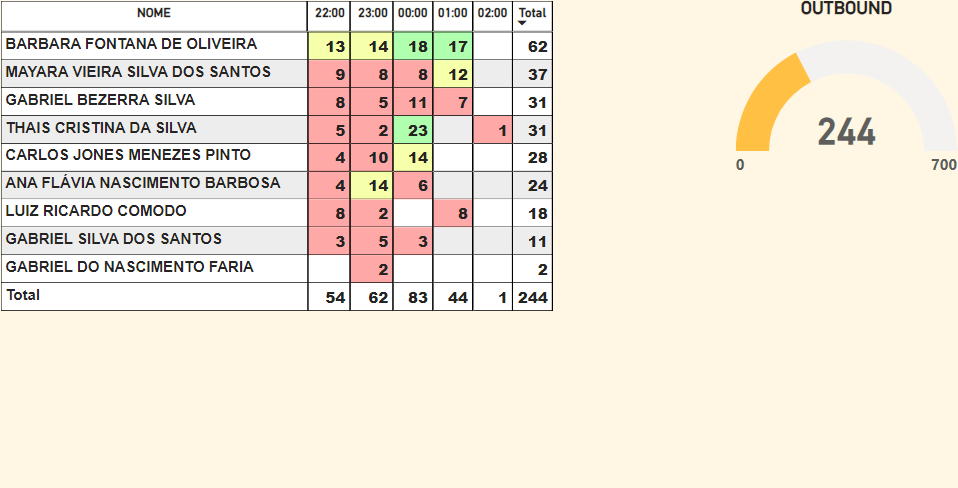 NOME 22:00 23:00 00:00 01:00 02:00 Total
BARBARA FONTANA DE OLIVEIRA 13 14 18 17 62
MAYARA VIEIRA SILVA DOS SANTOS 9 8 8 12 37
GABRIEL BEZERRA SILVA 8 5 11 7 31
THAIS CRISTINA DA SILVA 5 2 23 1 31
CARLOS JONES MENEZES PINTO 4 10 14 28
ANA FLÁVIA NASCIMENTO BARBOSA 4 14 6 24
LUIZ RICARDO COMODO 8 2 8 18
GABRIEL SILVA DOS SANTOS 3 5 3 11
GABRIEL DO NASCIMENTO FARIA 2 2
Total 54 62 83 44 1 244
OUTBOUND
244
0 700